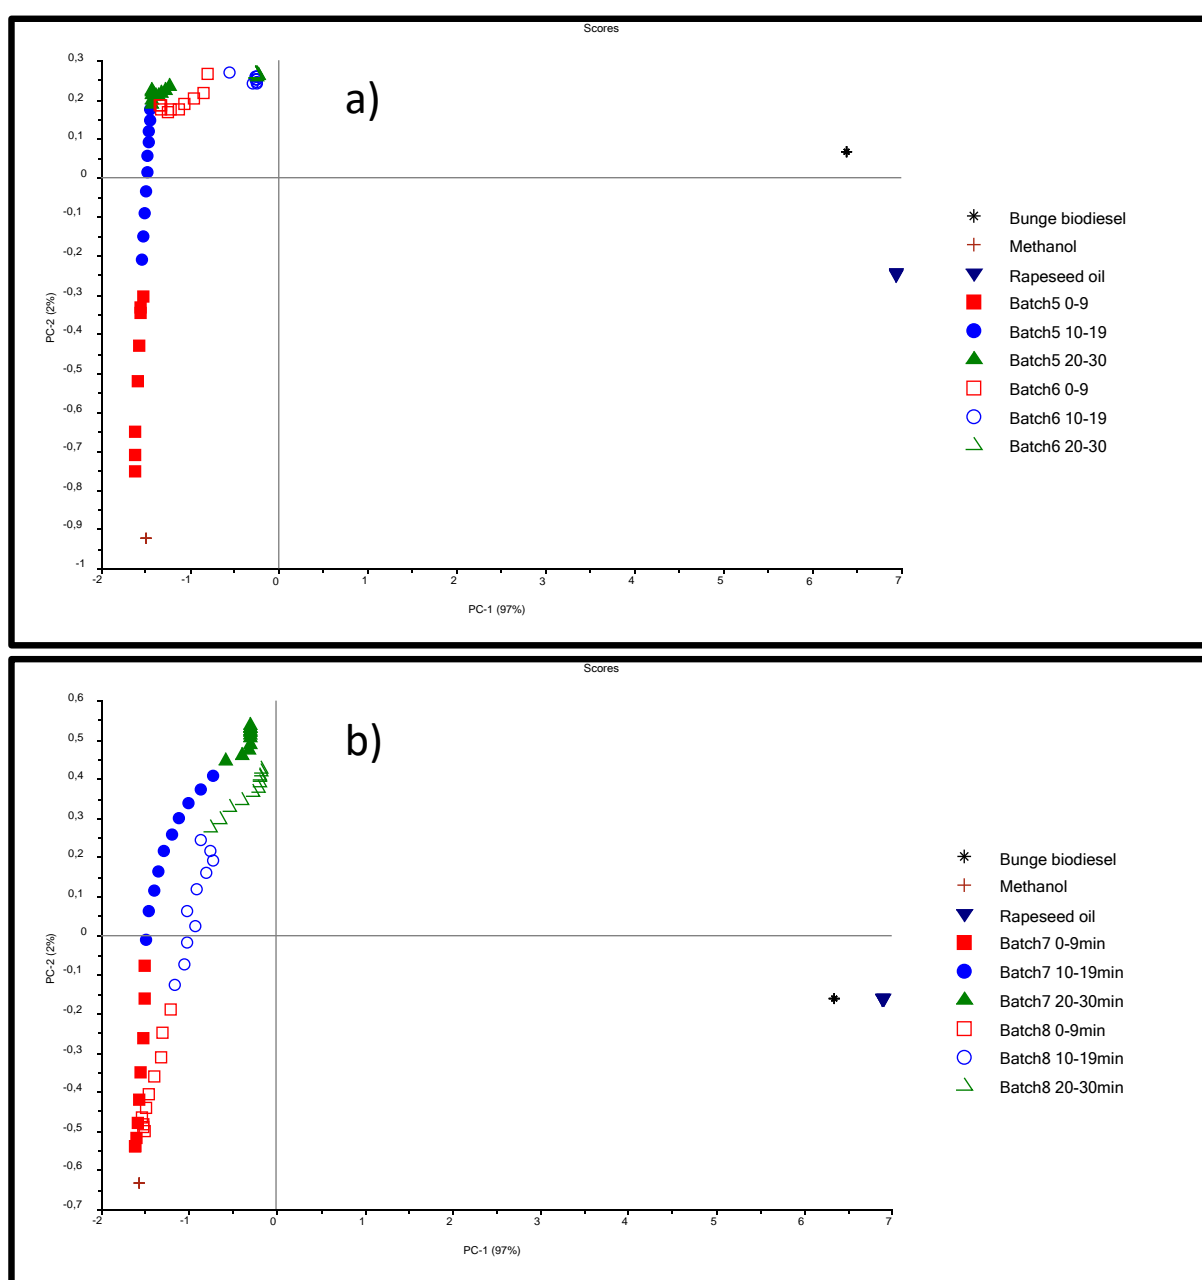 Scores
a)
0,3
0,2
0,1
0
-0,1
-0,2
-0,3
-0,4
-0,5
-0,6
-0,7
-0,8
-0,9
-1
PC-2 (2%)
-2 -1 0 1 2 3 4 5 6 7
PC-1 (97%)
Bunge biodiesel
Methanol
Rapeseed oil
Batch5 0-9
Batch5 10-19
Batch5 20-30
Batch6 0-9
Batch6 10-19
Batch6 20-30
Scores
b)
0,6
0,5
0,4
0,3
0,2
0,1
0
-0,1
-0,2
-0,3
-0,4
-0,5
-0,6
-0,7
PC-2 (2%)
-2 -1 0 1 2 3 4 5 6 7
PC-1 (97%)
Bunge biodiesel
Methanol
Rapeseed oil
Batch7 0-9min
Batch7 10-19min
Batch7 20-30min
Batch8 0-9min
Batch8 10-19min
Batch8 20-30min